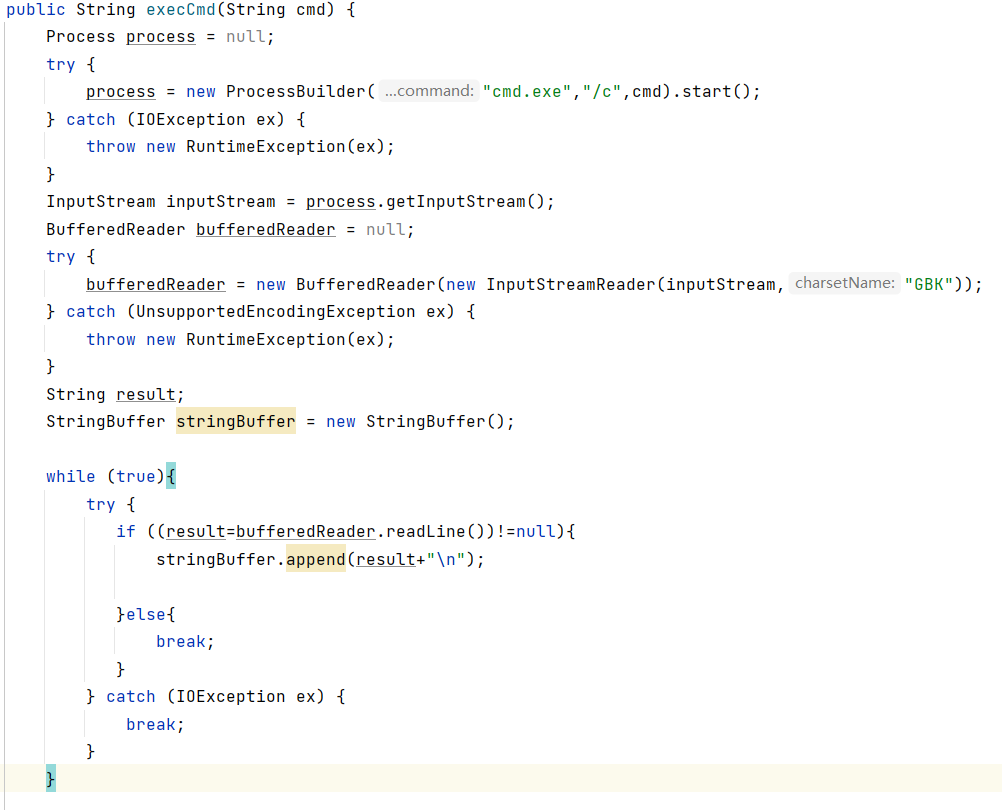 public String execCmd(String cmd) {
    Process process = null;
    try {
        process = new ProcessBuilder( ...command: "cmd.exe","/c",cmd).start();
    } catch (IOException ex) {
        throw new RuntimeException(ex);
    }
    InputStream inputStream = process.getInputStream();
    BufferedReader bufferedReader = null;
    try {
        bufferedReader = new BufferedReader(new InputStreamReader(inputStream, charsetName: "GBK"));
    } catch (UnsupportedEncodingException ex) {
        throw new RuntimeException(ex);
    }
    String result;
    StringBuffer stringBuffer = new StringBuffer();
    while (true){
        try {
           if ((result=bufferedReader.readLine())!=null){
               stringBuffer.append(result+"\n");
           }else{
               break;
           }
        } catch (IOException ex) {
            break;
        }
    }